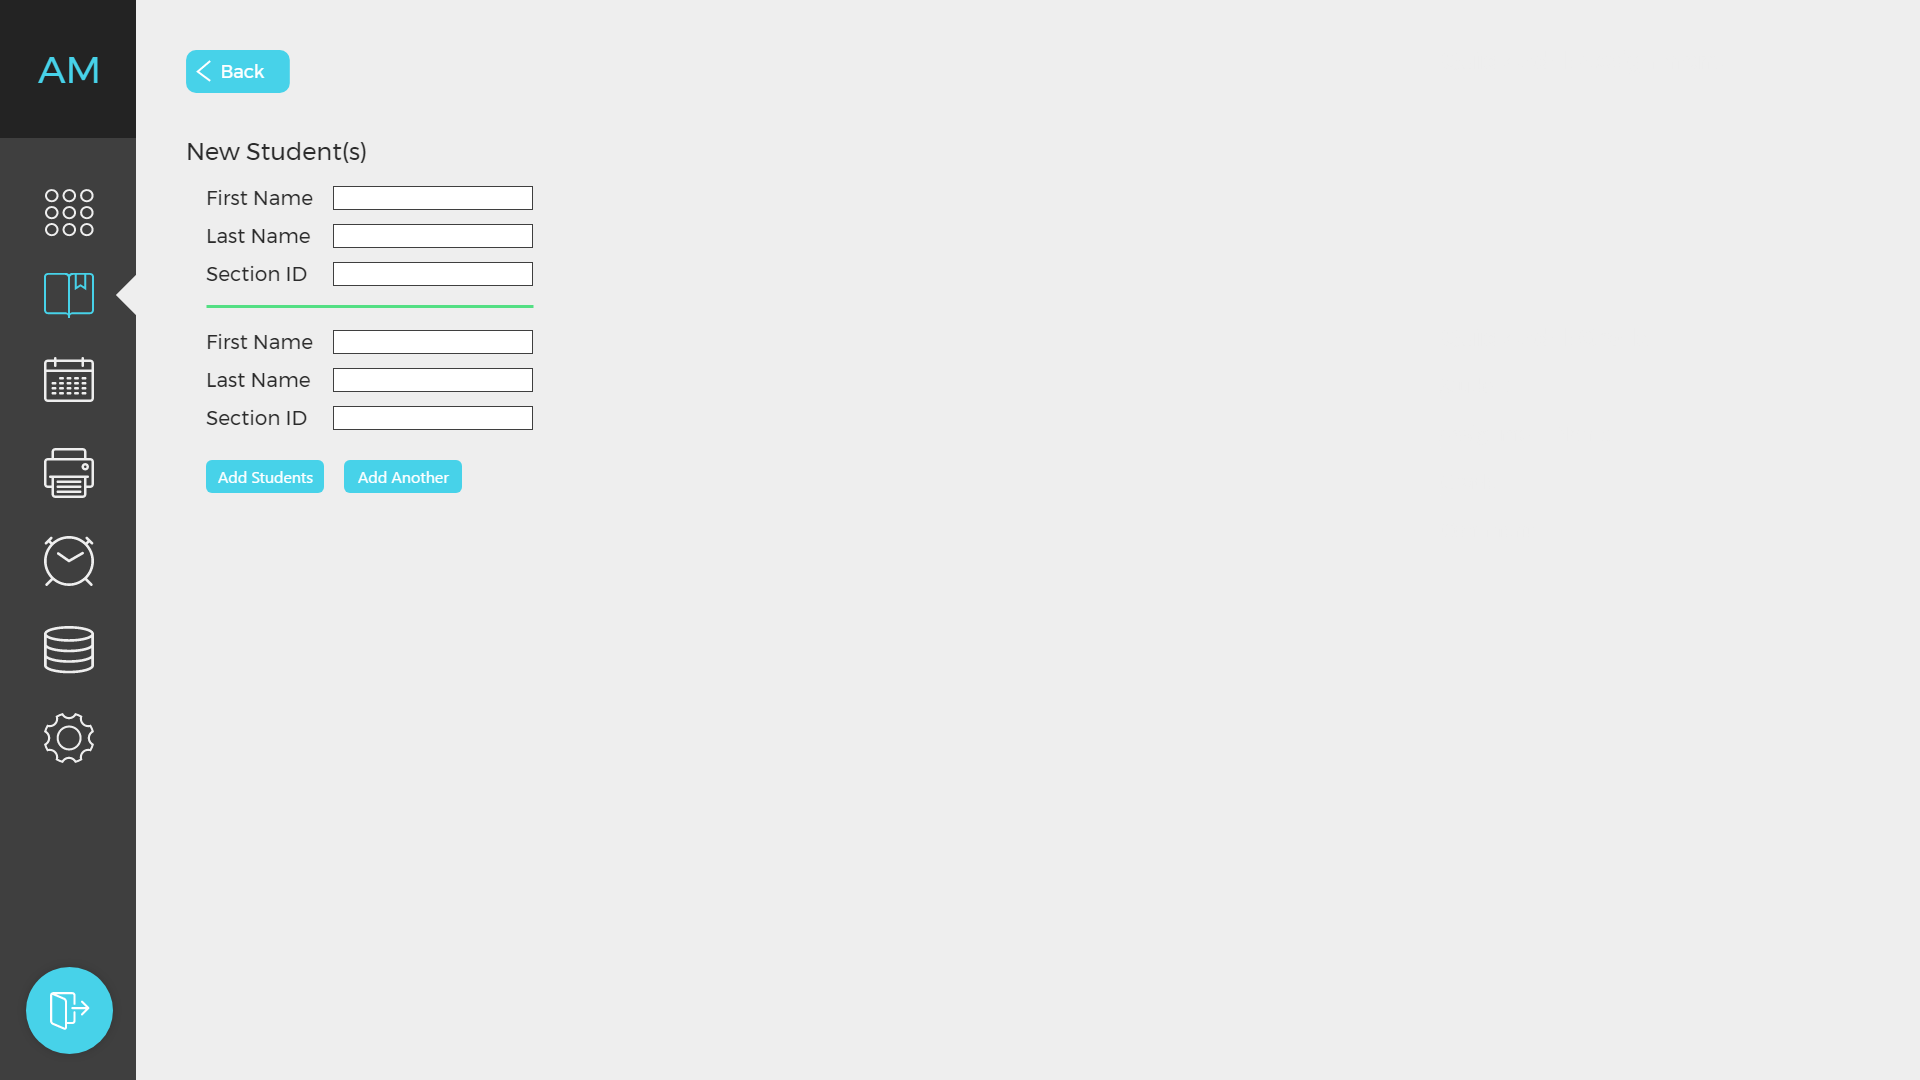 AM
Back
New Student(s)
First Name
Last Name
Section ID
First Name
Last Name
Section ID
Add Students Add Another